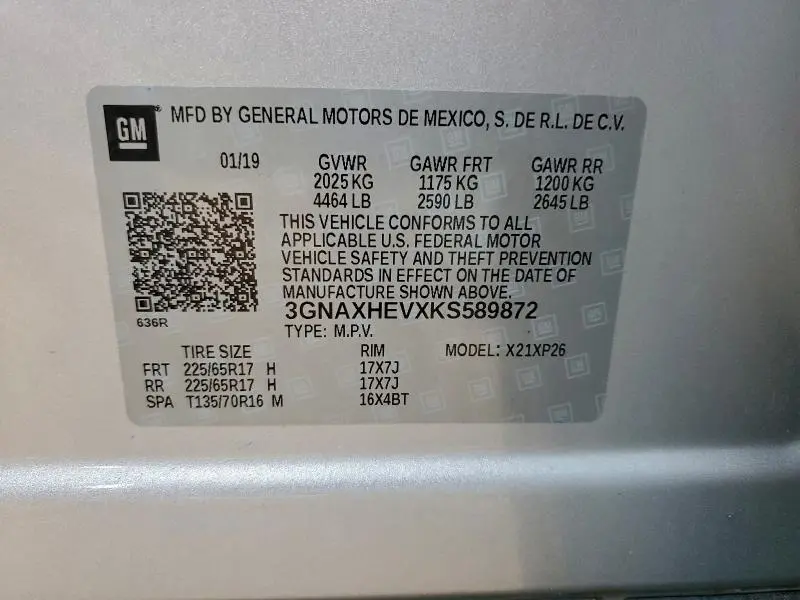 GM® MFD BY GENERAL MOTORS DE MEXICO, S. DE R.L. DE C.V.
01/19 GVWR GAWR FRT GAWR RR
2025 KG 1175 KG 1200 KG
4464 LB 2590 LB 2645 LB
THIS VEHICLE CONFORMS TO ALL
APPLICABLE U.S. FEDERAL MOTOR
VEHICLE SAFETY AND THEFT PREVENTION
STANDARDS IN EFFECT ON THE DATE OF
MANUFACTURE SHOWN ABOVE.
3GNAXHEVXKS589872
636R
TYPE: M.P.V.
TIRE SIZE RIM MODEL: X21XP26
FRT 225/65R17 H 17X7J
RR 225/65R17 H 17X7J
SPA T135/70R16 M 16X4BT